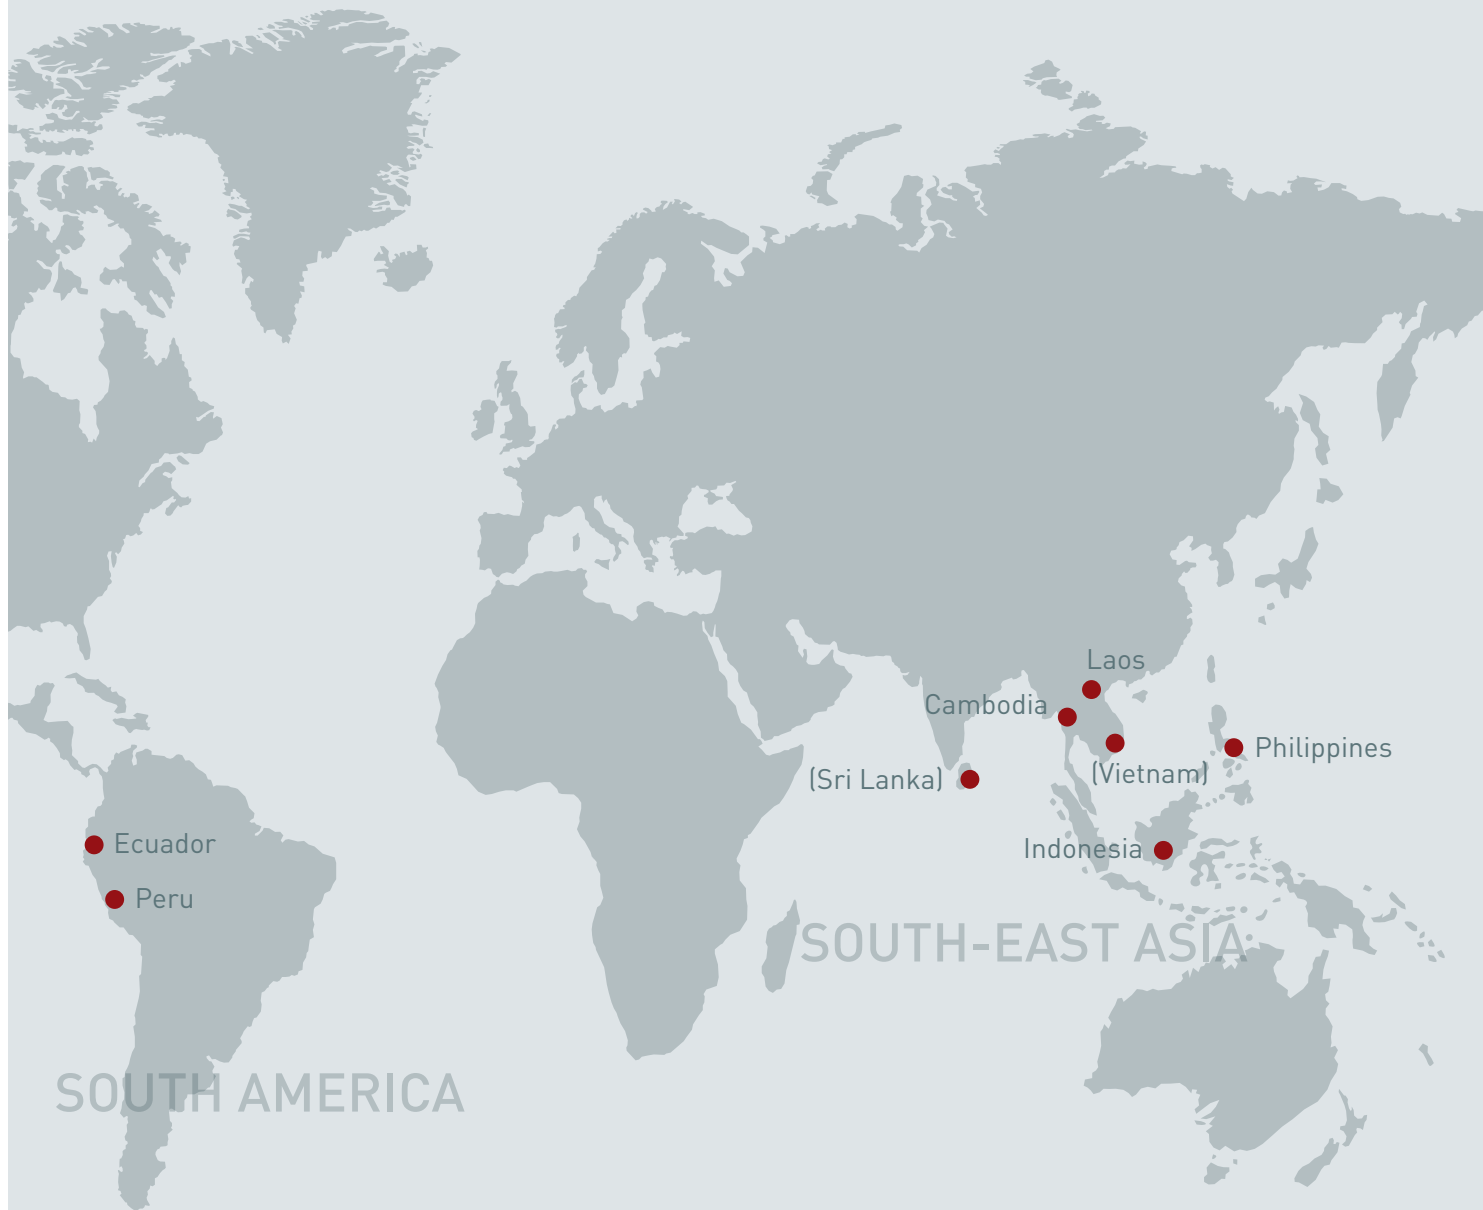 Laos
Cambodia
Philippines
(Vietnam)
(Sri Lanka)
Ecuador
Indonesia
Peru
SOUTH-EAST ASIA
SOUTH AMERICA